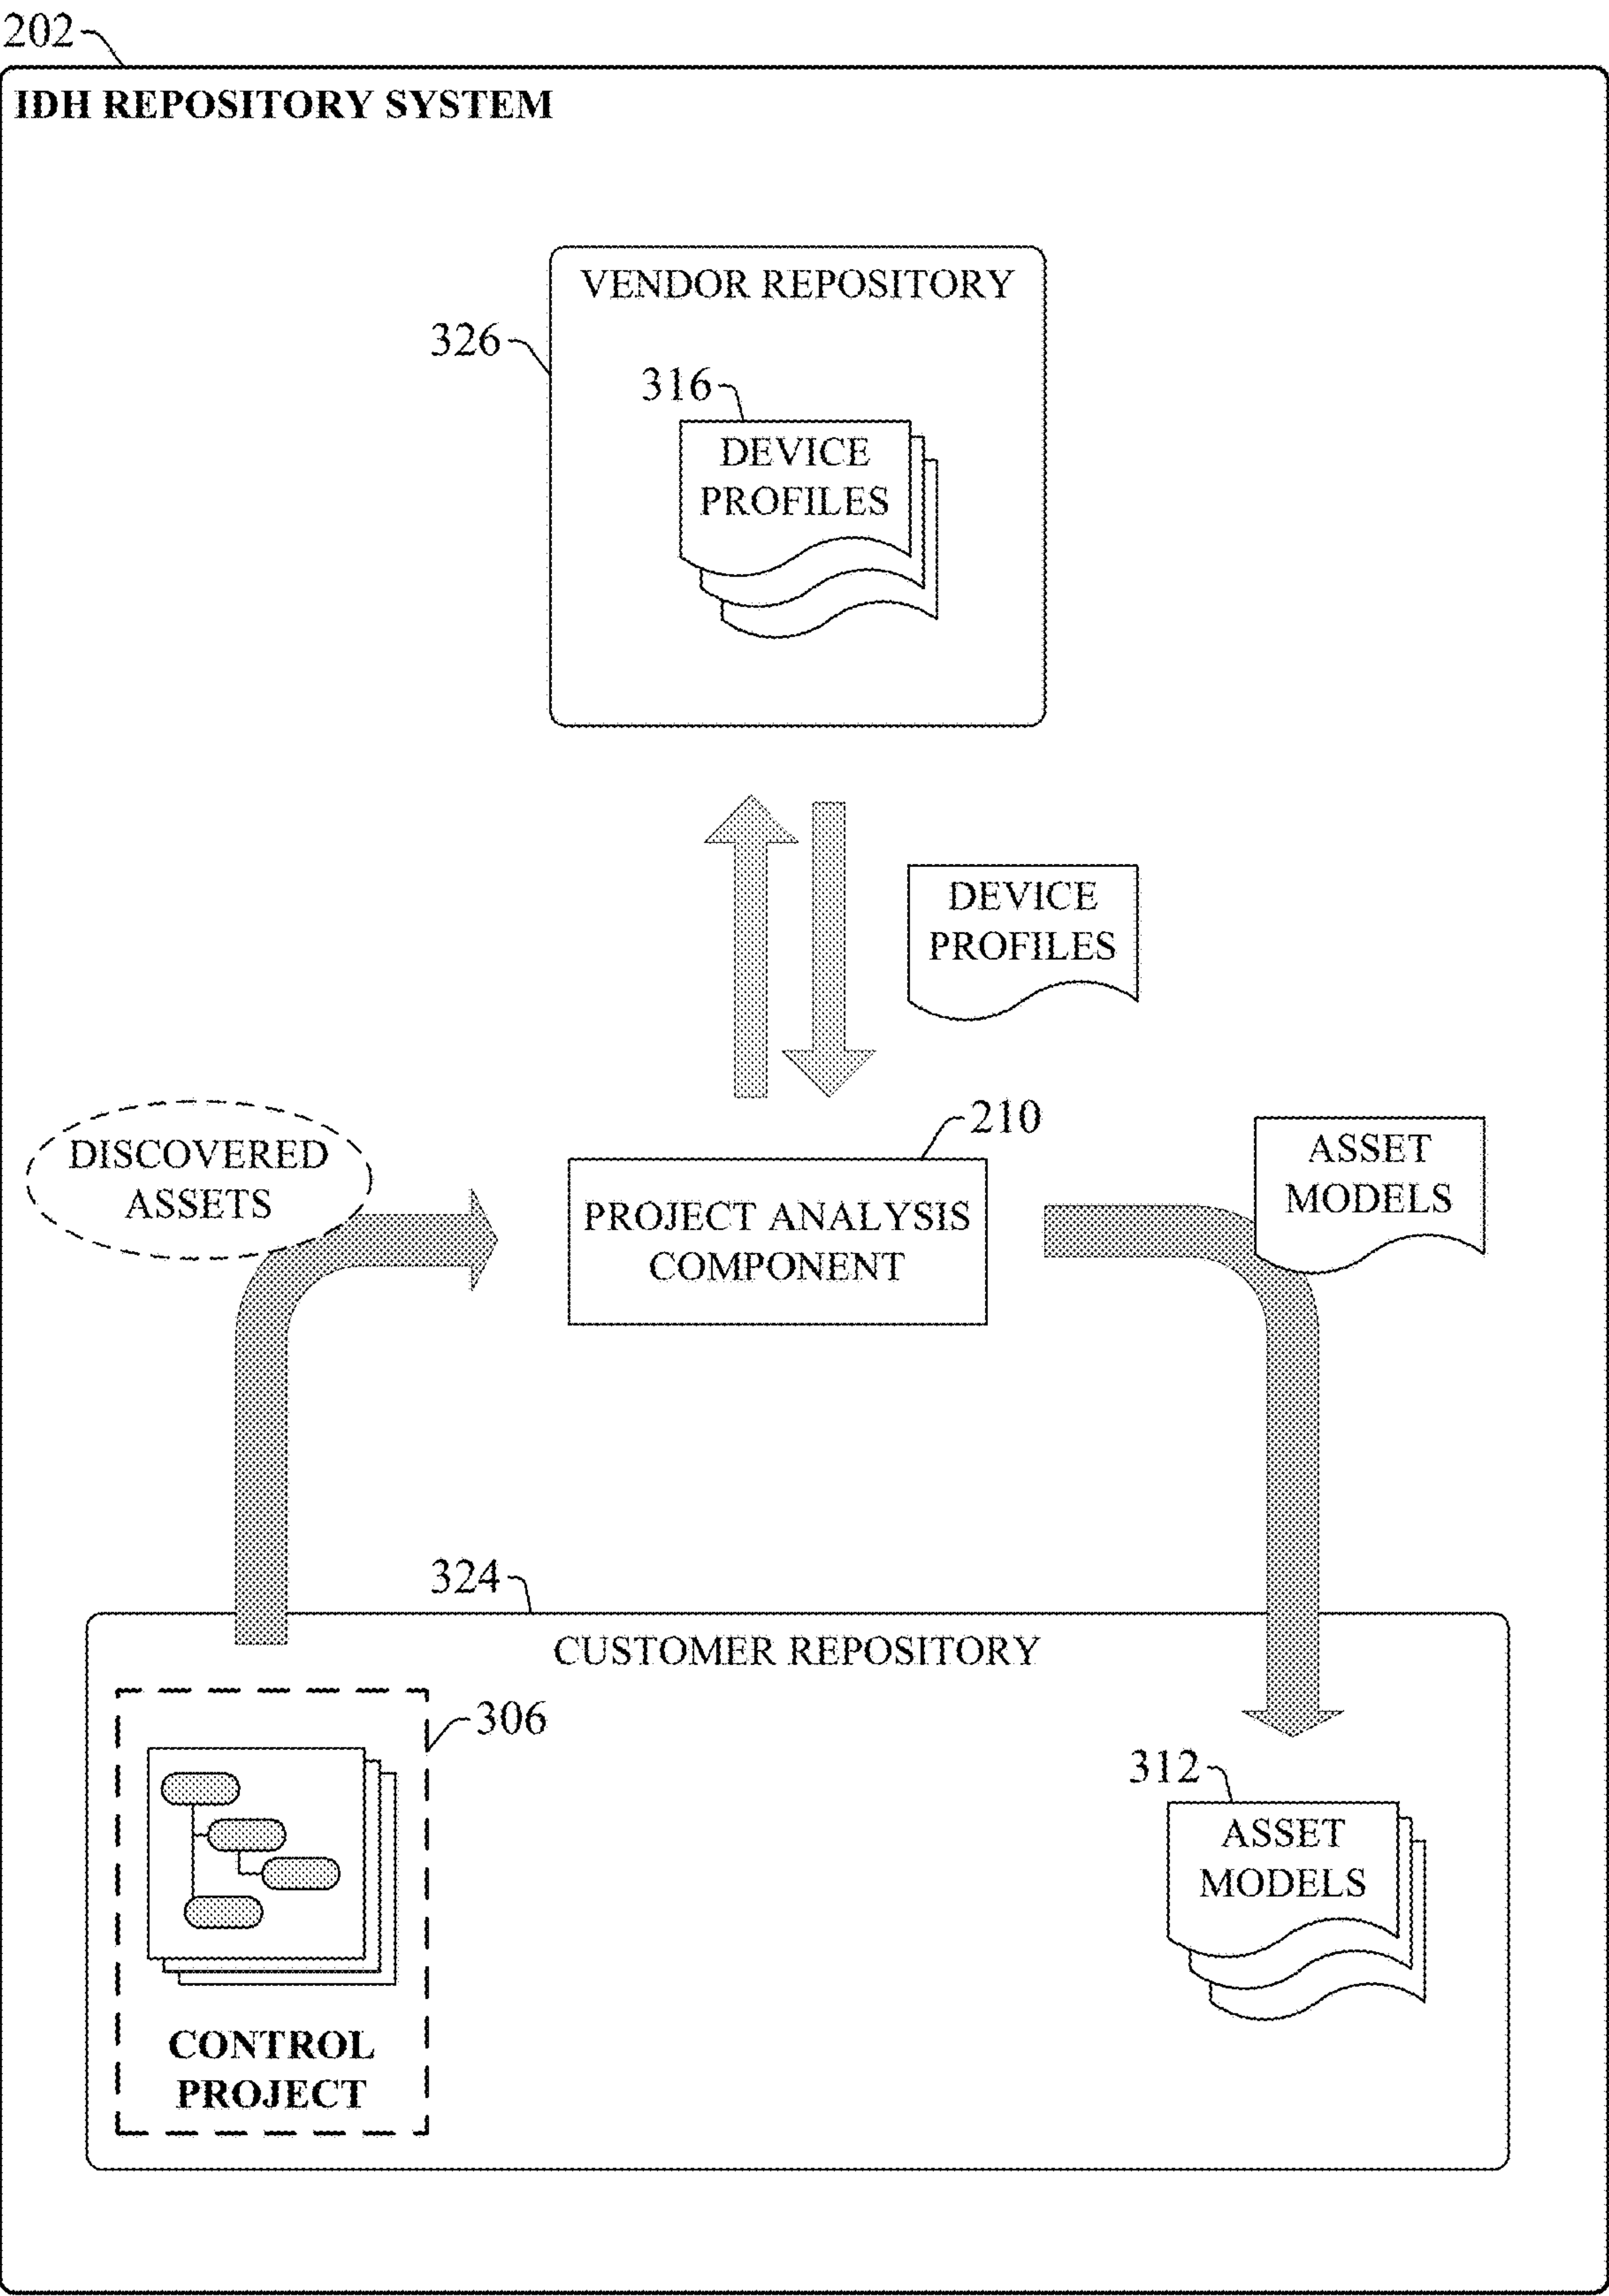 202
IDH REPOSITORY SYSTEM
VENDOR REPOSITORY
326
316
DEVICE
PROFILES
DEVICE
PROFILES
210
DISCOVERED
ASSETS
PROJECT ANALYSIS
COMPONENT
ASSET
MODELS
324
CUSTOMER REPOSITORY
306
CONTROL
PROJECT
312
ASSET
MODELS